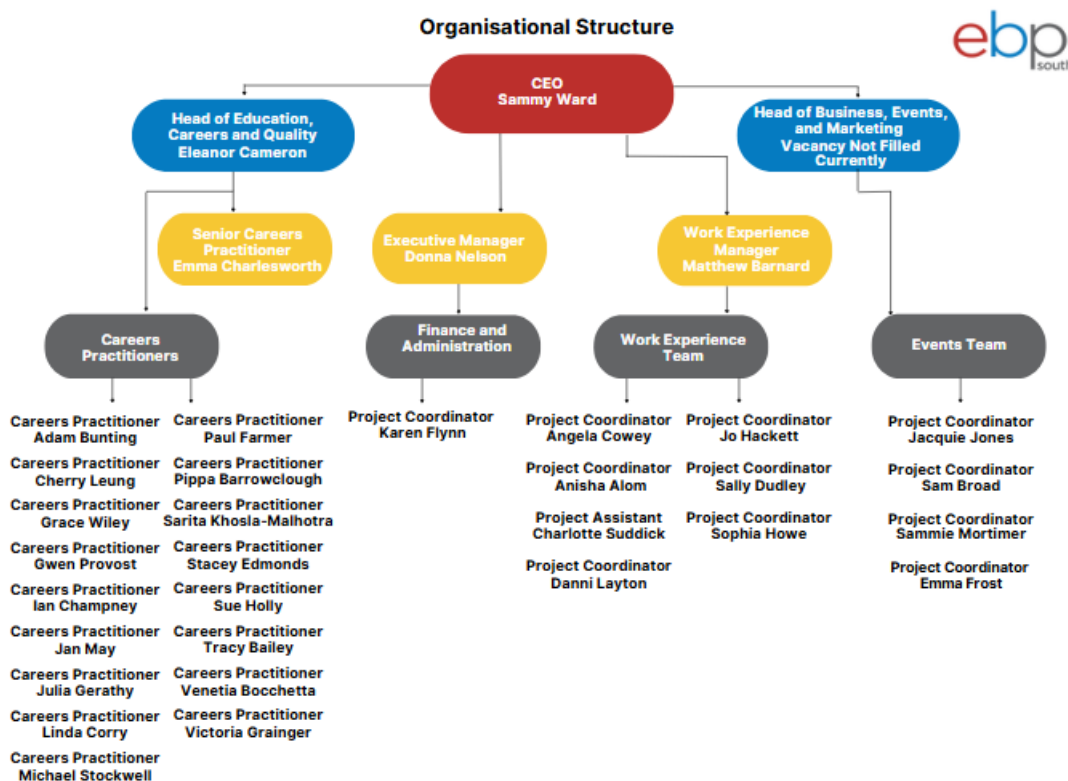 Organisational Structure
ebp
south
CEO
Sammy Ward
Head of Education,
Careers and Quality
Eleanor Cameron
Head of Business, Events,
and Marketing
Vacancy Not Filled
Currently
Senior Careers
Practitioner
Emma Charlesworth
Executive Manager
Donna Nelson
Work Experience
Manager
Matthew Barnard
Careers
Practitioners
Finance and
Administration
Work Experience
Team
Events Team
Careers Practitioner
Adam Bunting
Careers Practitioner
Cherry Leung
Careers Practitioner
Grace Wiley
Careers Practitioner
Gwen Provost
Careers Practitioner
Ian Champney
Careers Practitioner
Jan May
Careers Practitioner
Julia Gerathy
Careers Practitioner
Linda Corry
Careers Practitioner
Michael Stockwell
Careers Practitioner
Paul Farmer
Careers Practitioner
Pippa Barrowclough
Careers Practitioner
Sarita Khosla-Malhotra
Careers Practitioner
Stacey Edmonds
Careers Practitioner
Sue Holly
Careers Practitioner
Tracy Bailey
Careers Practitioner
Venetia Bocchetta
Careers Practitioner
Victoria Grainger
Project Coordinator
Karen Flynn
Project Coordinator
Angela Cowey
Project Coordinator
Anisha Alom
Project Assistant
Charlotte Suddick
Project Coordinator
Danni Layton
Project Coordinator
Jo Hackett
Project Coordinator
Sally Dudley
Project Coordinator
Sophia Howe
Project Coordinator
Jacquie Jones
Project Coordinator
Sam Broad
Project Coordinator
Sammie Mortimer
Project Coordinator
Emma Frost